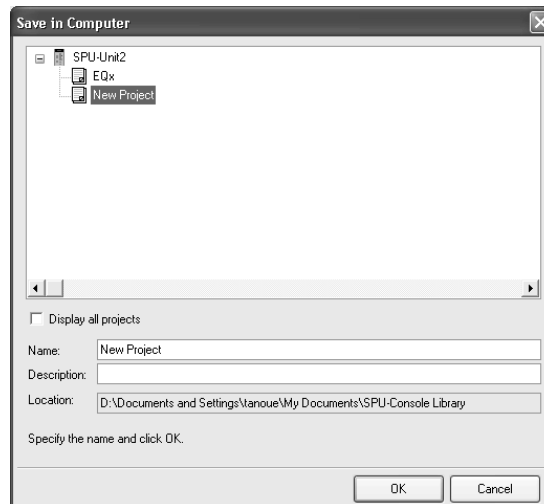 Save in Computer
SPU-Unit2
EQx
New Project
Display all projects
Name: New Project
Description:
Location: D:\Documents and Settings\tanoue\My Documents\SPU-Console Library
Specify the name and click OK.
OK Cancel